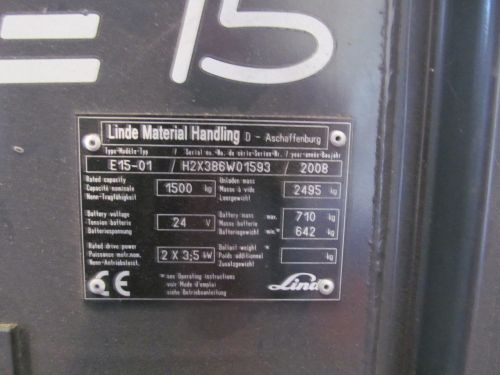 = 15
Linde Material Handling D - Aschaffenburg
Type-Modèle-Typ / Serial no.-No. de série-Serien-Nr. / year-année-Baujahr
E15-01 / H2X386W01593 / 2008
Rated capacity
Capacité nominale 1500 kg
Nenn-Tragfähigkeit
Unladen mass
Masse à vide 2495 kg
Leergewicht
Battery voltage
Tension batterie 24 V
Batteriespannung
Battery mass max 710 kg
Masse batterie
Batteriegewicht min 642 kg
Rated drive power
Puissance motr.nom. 2 X 3,5 kW
Nenn-Antriebsleist.
Ballast weight
Poids additionnel kg
Zusatzgewicht
CE
see Operating instructions
voir Mode d'emploi
siehe Betriebsanleitung
Linde